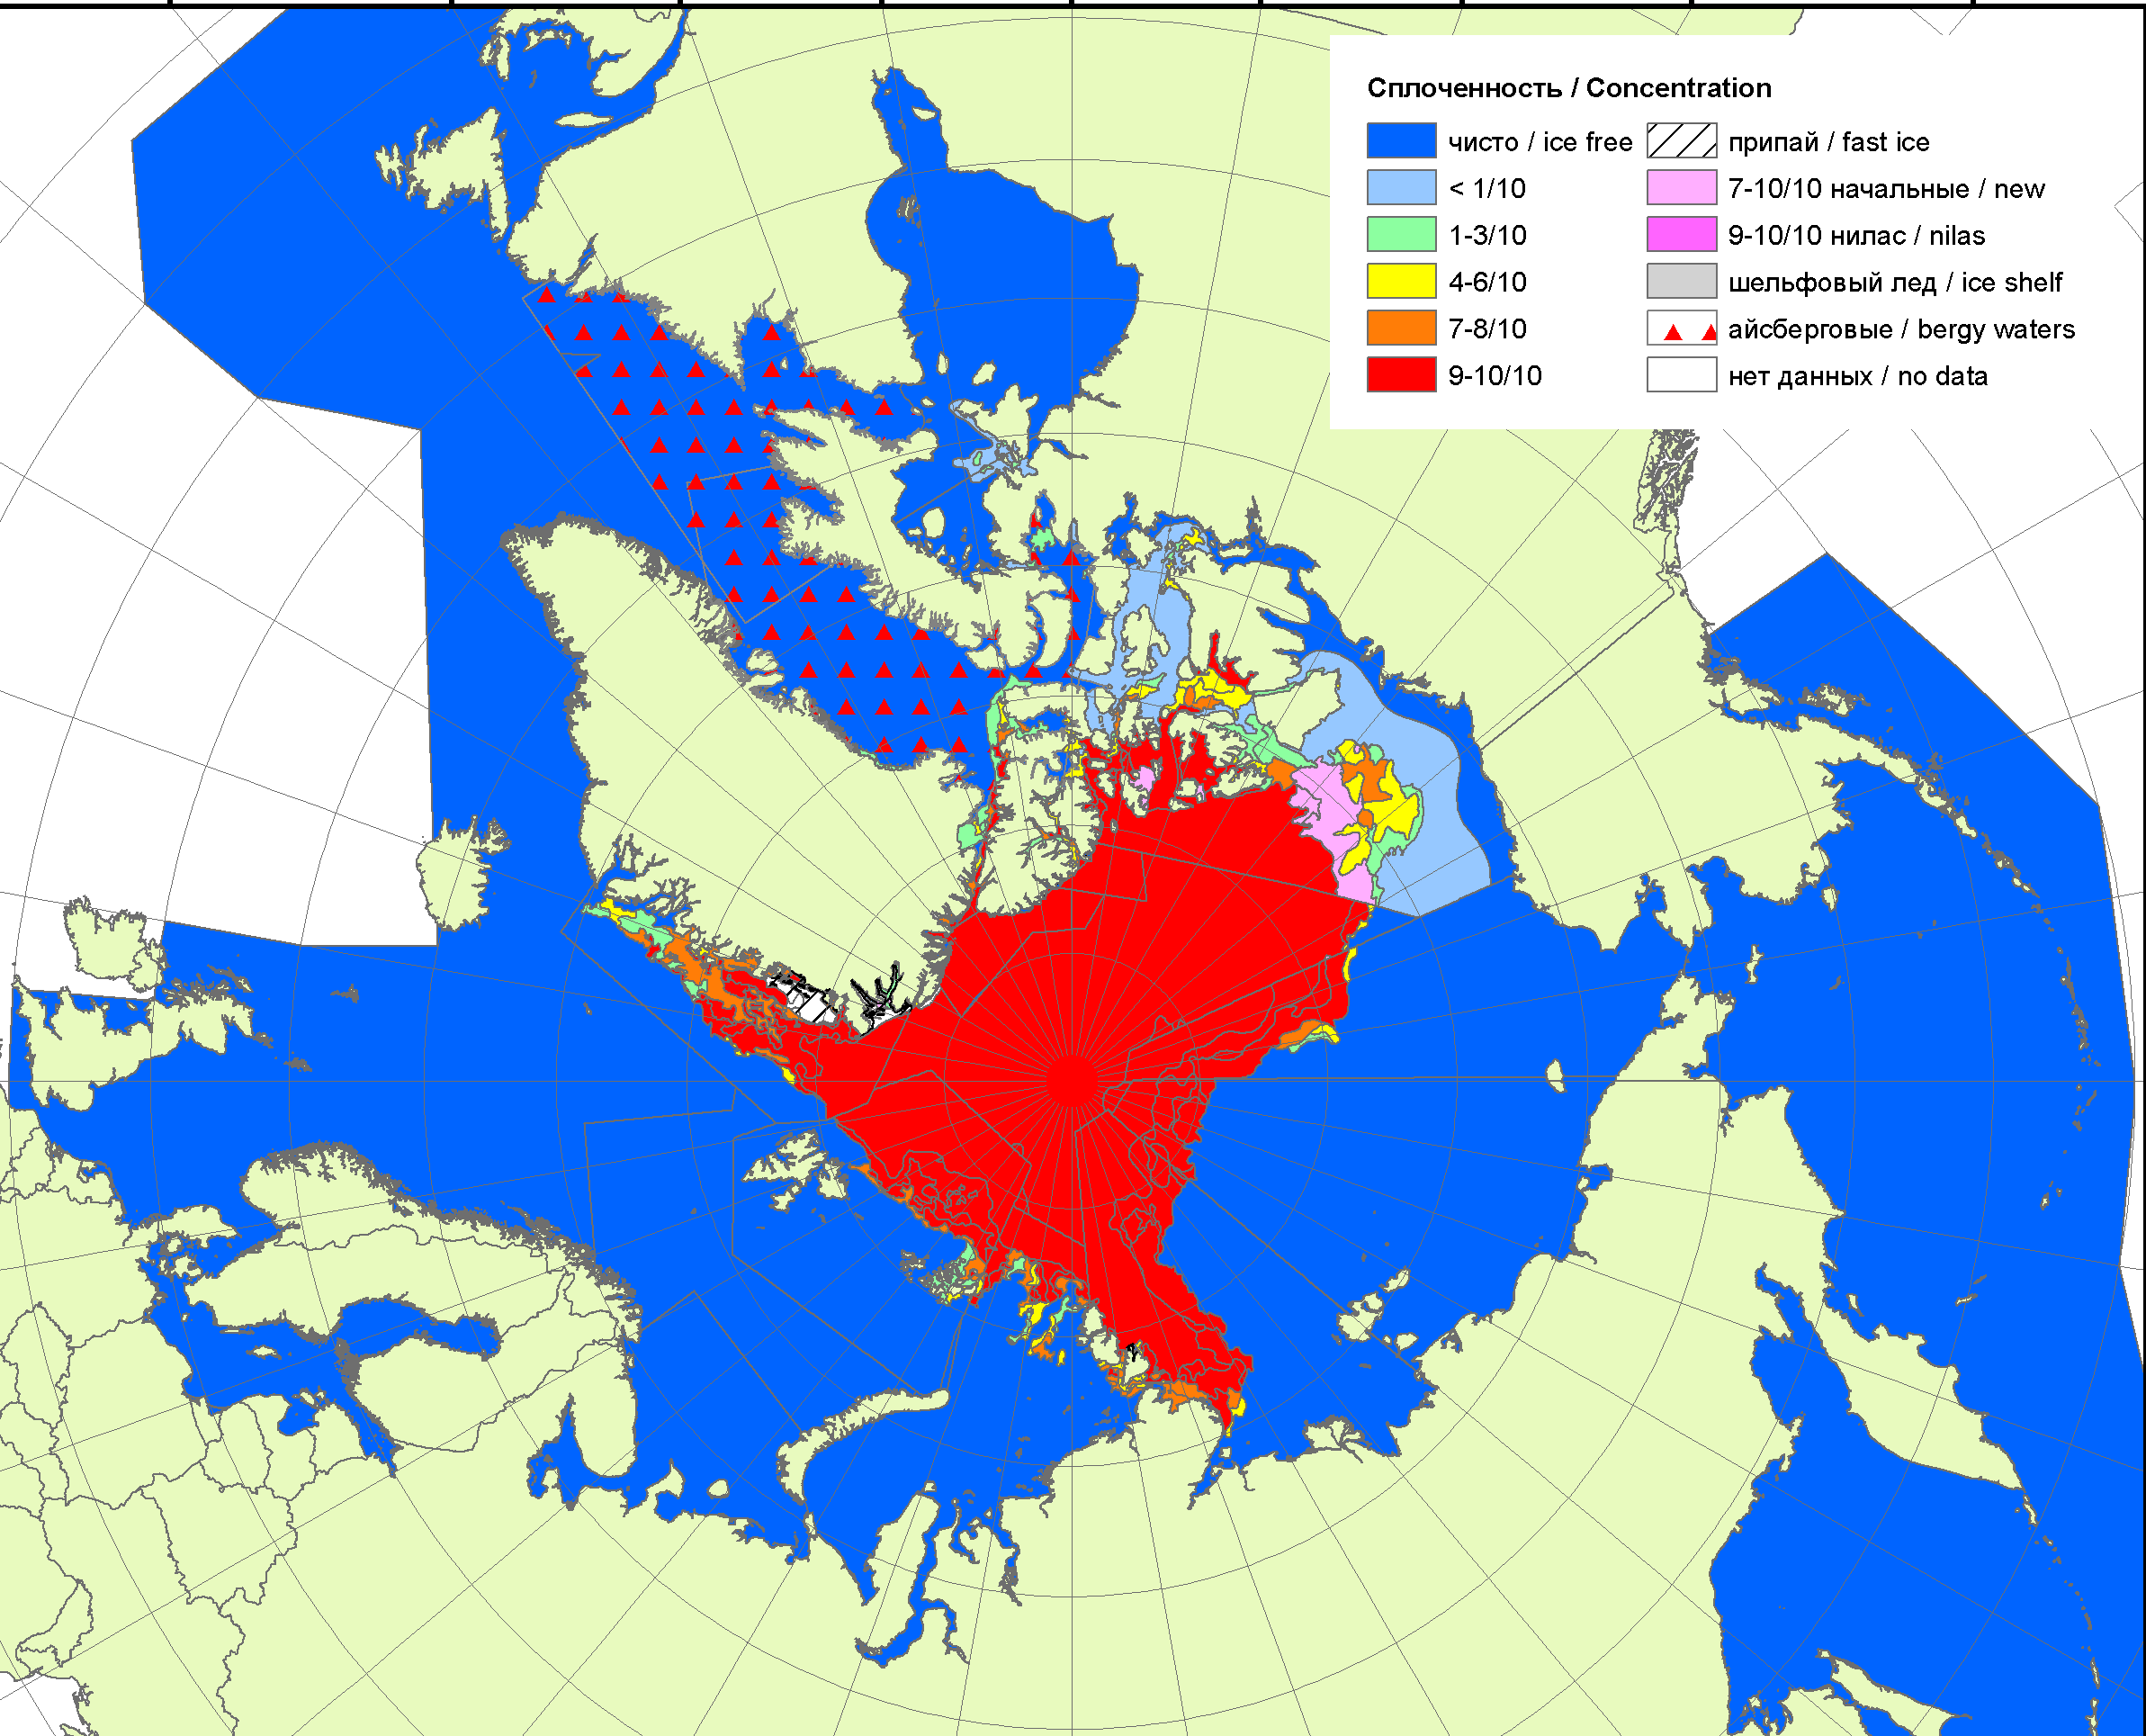 Сплоченность / Concentration
чисто / ice free
< 1/10
1-3/10
4-6/10
7-8/10
9-10/10
припай / fast ice
7-10/10 начальные / new
9-10/10 нилас / nilas
шельфовый лед / ice shelf
айсберговые / bergy waters
нет данных / no data